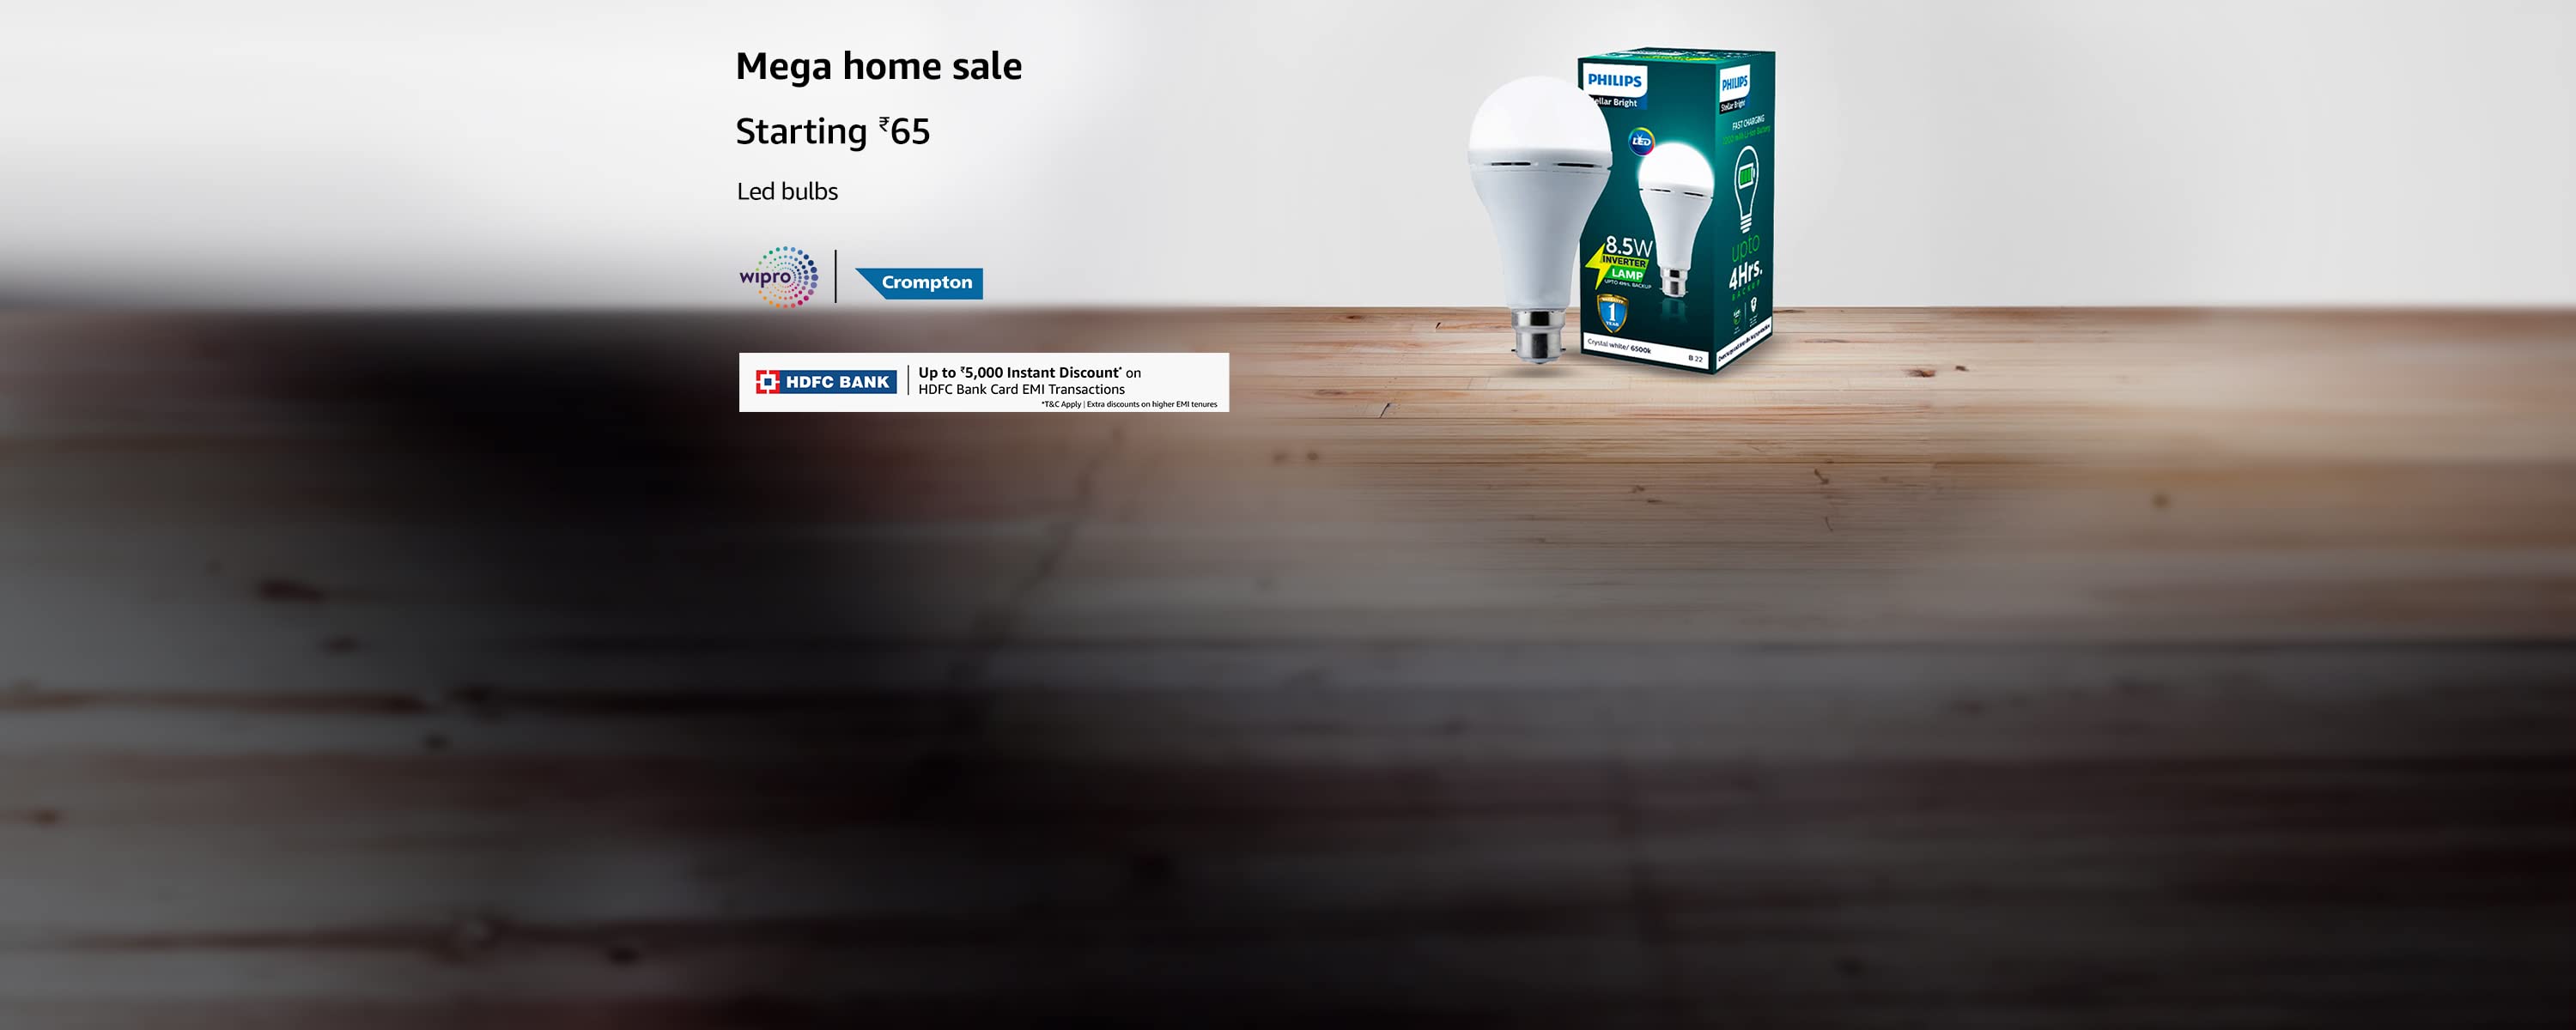 Mega home sale
Starting ₹65
Led bulbs
wipro
Crompton
HDFC BANK
Up to ₹5,000 Instant Discount* on
HDFC Bank Card EMI Transactions
*T&C Apply | Extra discounts on higher EMI tenures
PHILIPS
Stellar Bright
LED
8.5W
INVERTER
LAMP
UPTO 4Hrs. BACKUP
1
YEAR
Crystal white/ 6500k
B 22
PHILIPS
Stellar Bright
FAST CHARGING
upto
4Hrs.
BACKUP